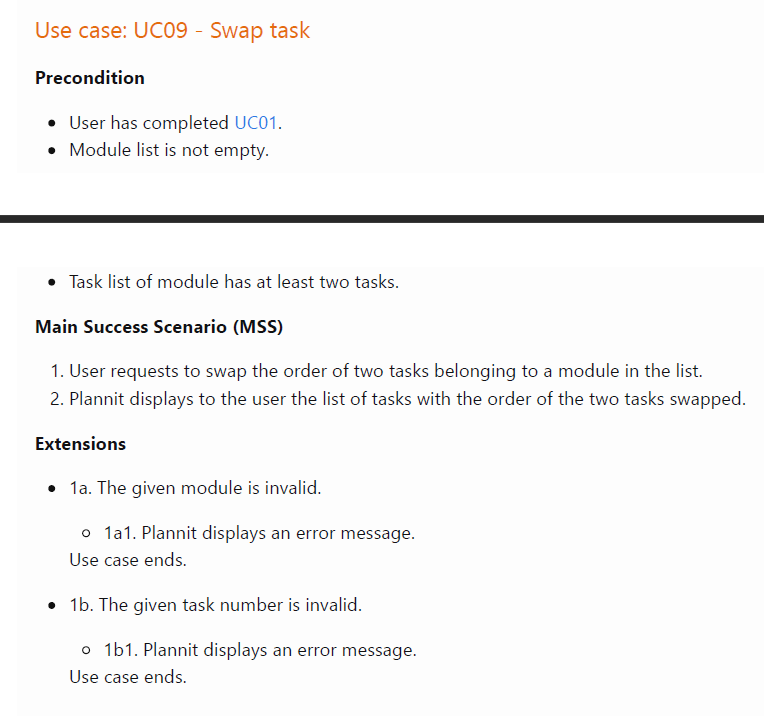 Use case: UC09 - Swap task
Precondition
• User has completed UC01.
• Module list is not empty.
• Task list of module has at least two tasks.
Main Success Scenario (MSS)
1. User requests to swap the order of two tasks belonging to a module in the list.
2. Plannit displays to the user the list of tasks with the order of the two tasks swapped.
Extensions
• 1a. The given module is invalid.
◦ 1a1. Plannit displays an error message.
Use case ends.
• 1b. The given task number is invalid.
◦ 1b1. Plannit displays an error message.
Use case ends.